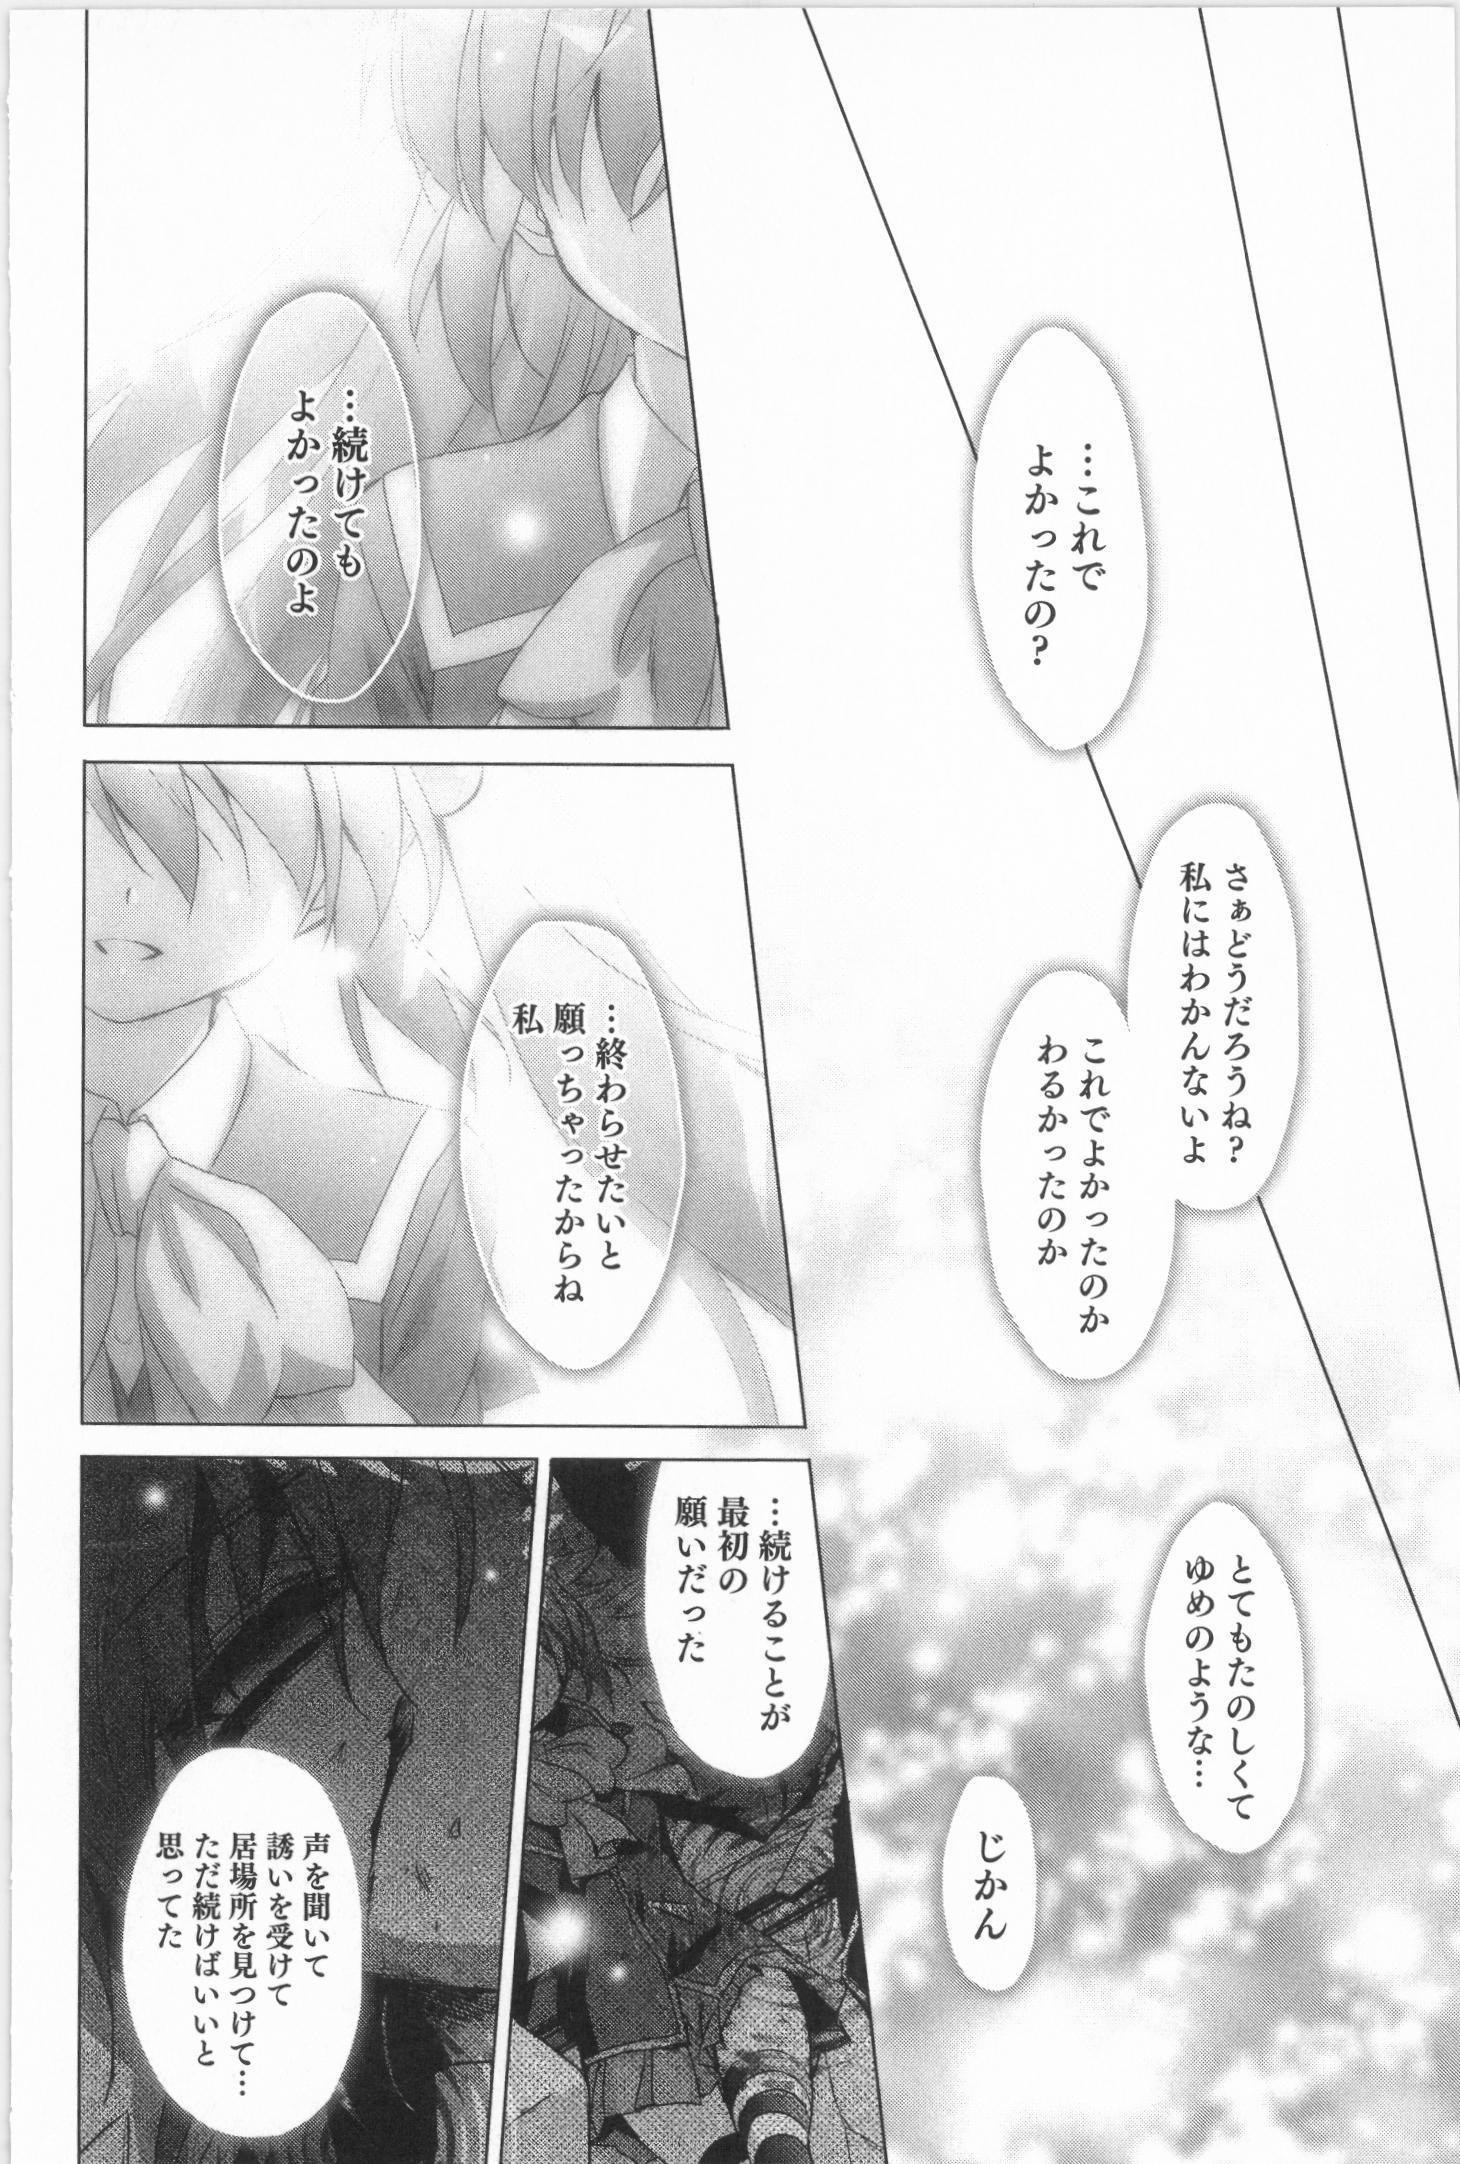 …これで
よかったの?
さぁどうだろうね?
私にはわかんないよ
これでよかったのか
わるかったのか
とてもたのしくて
ゆめのような…
じかん
…続けても
よかったのよ
…終わらせたいと
願っちゃったからね
私
…続けることが
最初の
願いだった
声を聞いて
誘いを受けて
居場所を見つけて…
ただ続けばいいと
思ってた